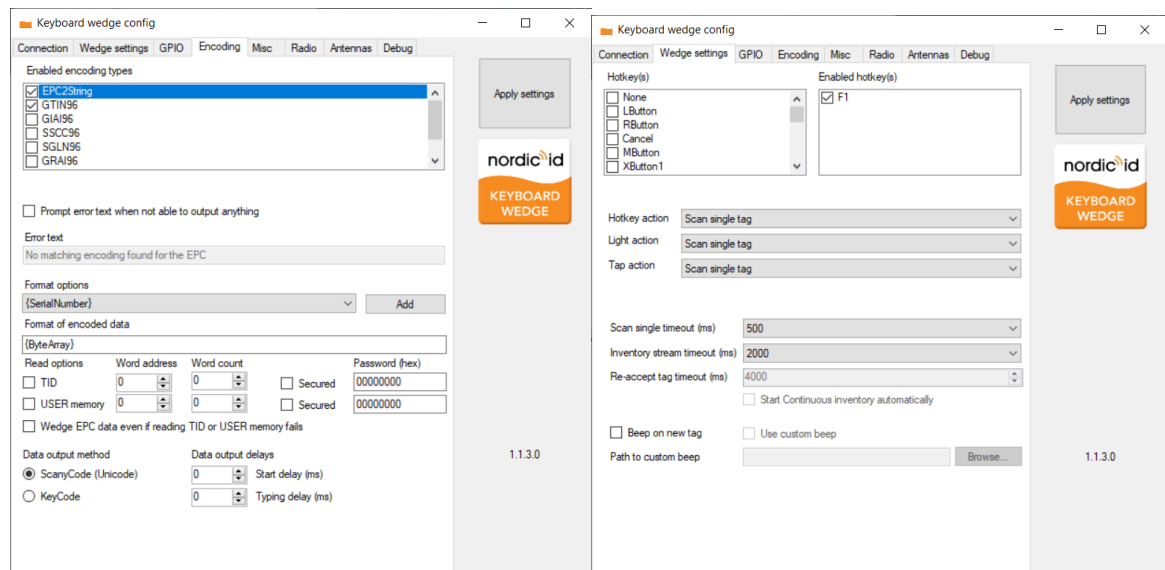 Keyboard wedge config
Connection Wedge settings GPIO Encoding Misc Radio Antennas Debug
Enabled encoding types
EPC2String
GTIN96
GIAI96
SSCC96
SGLN96
GRAI96
Apply settings
nordic id
KEYBOARD
WEDGE
Prompt error text when not able to output anything
Error text
No matching encoding found for the EPC
Format options
{SerialNumber} Add
Format of encoded data
{ByteArray}
Read options Word address Word count Password (hex)
TID 0 0 Secured 00000000
USER memory 0 0 Secured 00000000
Wedge EPC data even if reading TID or USER memory fails
Data output method Data output delays 1.1.3.0
ScanyCode (Unicode) 0 Start delay (ms)
KeyCode 0 Typing delay (ms)
Keyboard wedge config
Connection Wedge settings GPIO Encoding Misc Radio Antennas Debug
Hotkey(s) Enabled hotkey(s)
None F1
LButton
RButton
Cancel
MButton
XButton1
Apply settings
nordic id
KEYBOARD
WEDGE
Hotkey action Scan single tag
Light action Scan single tag
Tap action Scan single tag
Scan single timeout (ms) 500
Inventory stream timeout (ms) 2000
Re-accept tag timeout (ms) 4000
Start Continuous inventory automatically
Beep on new tag Use custom beep
Path to custom beep Browse... 1.1.3.0